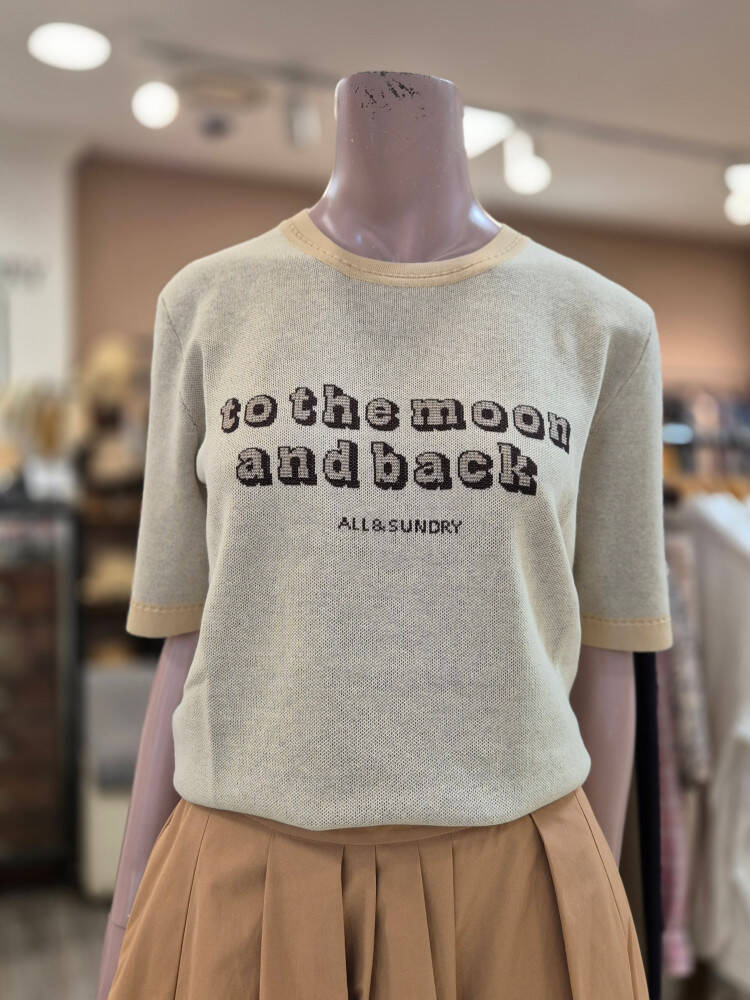 to the moon
and back
ALL&SUNDRY